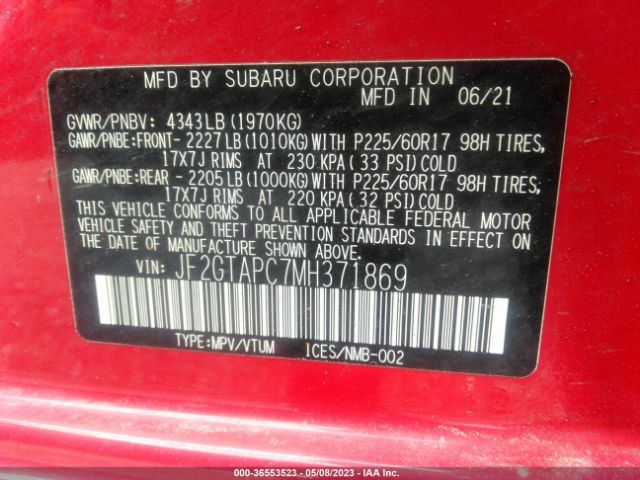 MFD BY SUBARU CORPORATION
MFD IN 06/21
GVWR/PNBV: 4343LB(1970KG)
GAWR/PNBE:FRONT- 2227LB(1010KG)WITH P225/60R17 98H TIRES,
17X7J RIMS AT 230KPA(33 PSI)COLD
GAWR/PNBE:REAR - 2205LB(1000KG)WITH P225/60R17 98H TIRES,
17X7J RIMS AT 220KPA(32 PSI)COLD
THIS VEHICLE CONFORMS TO ALL APPLICABLE FEDERAL MOTOR
VEHICLE SAFETY AND THEFT PREVENTION STANDARDS IN EFFECT ON
THE DATE OF MANUFACTURE SHOWN ABOVE.
VIN: JF2GTAPC7MH371869
TYPE:MPV/VTUM ICES/NMB-002
000-36553523 - 05/08/2023 - IAA Inc.